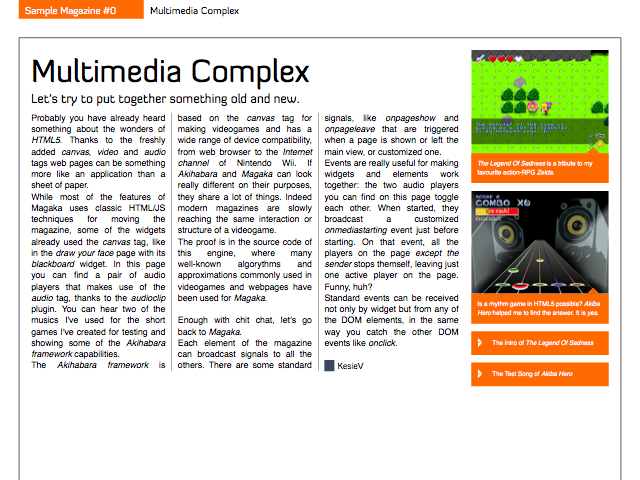 Sample Magazine #0
Multimedia Complex
Multimedia Complex
Let's try to put together something old and new.
Probably you have already heard
something about the wonders of
HTML5. Thanks to the freshly
added canvas, video and audio
tags web pages can be something
more like an application than a
sheet of paper.
While most of the features of
Magaka uses classic HTML/JS
techniques for moving the
magazine, some of the widgets
already used the canvas tag, like
in the draw your face page with its
blackboard widget. In this page
you can find a pair of audio
players that makes use of the
audio tag, thanks to the audioclip
plugin. You can hear two of the
musics I've used for the short
games I've created for testing and
showing some of the Akihabara
framework capabilities.
The Akihabara framework is
based on the canvas tag for
making videogames and has a
wide range of device compatibility,
from web browser to the Internet
channel of Nintendo Wii. If
Akihabara and Magaka can look
really different on their purposes,
they share a lot of things. Indeed
modern magazines are slowly
reaching the same interaction or
structure of a videogame.
The proof is in the source code of
this engine, where many
well-known algorythms and
approximations commonly used in
videogames and webpages have
been used for Magaka.
Enough with chit chat, let's go
back to Magaka.
Each element of the magazine
can broadcast signals to all the
others. There are some standard
signals, like onpageshow and
onpageleave that are triggered
when a page is shown or left the
main view, or customized one.
Events are really useful for making
widgets and elements work
together: the two audio players
you can find on this page toggle
each other. When started, they
broadcast a customized
onmediastarting event just before
starting. On that event, all the
players on the page except the
sender stops themself, leaving just
one active player on the page.
Funny, huh?
Standard events can be received
not only by widget but from any of
the DOM elements, in the same
way you catch the other DOM
events like onclick.
KesieV
The Legend Of Sadness is a tribute to my
favourite action-RPG Zelda.
COMBO X0
Is a rhythm game in HTML5 possible? Akiba
Hero helped me to find the answer. It is yes.
The intro of The Legend Of Sadness
The Test Song of Akiba Hero